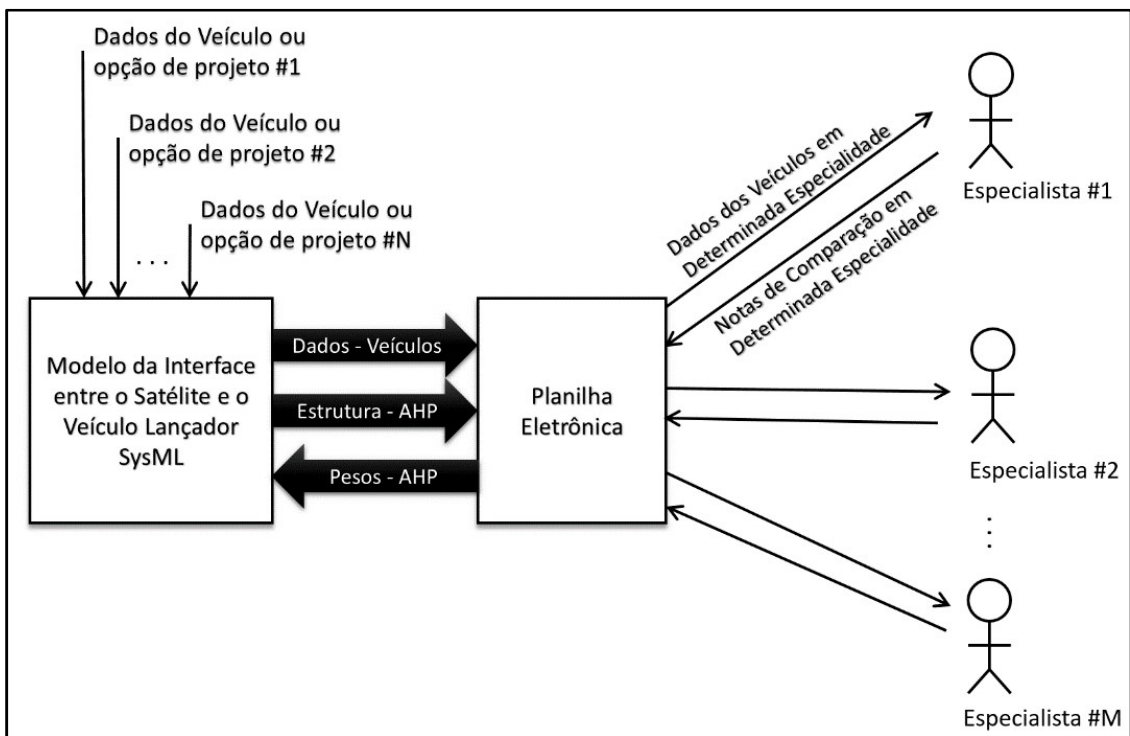 Dados do Veículo ou
opção de projeto #1
Dados do Veículo ou
opção de projeto #2
Dados do Veículo ou
opção de projeto #N
. . .
Modelo da Interface
entre o Satélite e o
Veículo Lançador
SysML
Dados - Veículos
Estrutura - AHP
Pesos - AHP
Planilha
Eletrônica
Dados dos Veículos em
Determinada Especialidade
Notas de Comparação em
Determinada Especialidade
Especialista #1
Especialista #2
. . .
Especialista #M